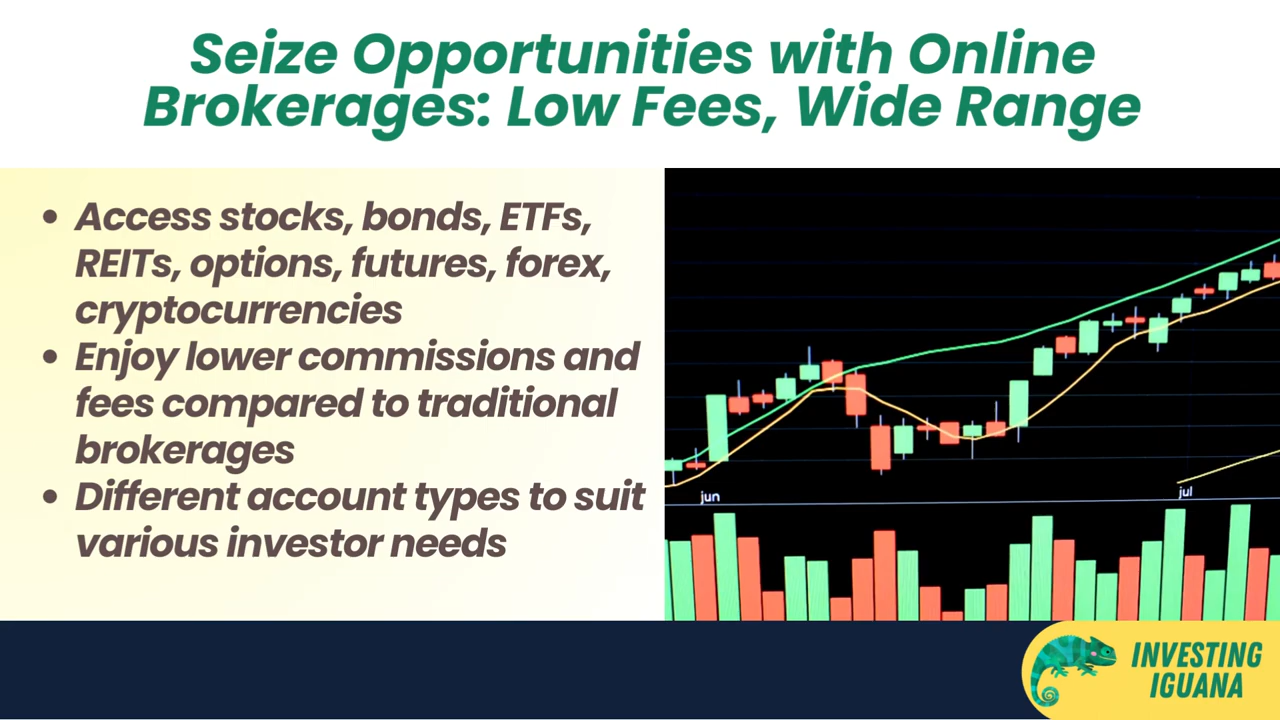 Seize Opportunities with Online
Brokerages: Low Fees, Wide Range
• Access stocks, bonds, ETFs,
REITs, options, futures, forex,
cryptocurrencies
• Enjoy lower commissions and
fees compared to traditional
brokerages
• Different account types to suit
various investor needs
jun
jul
INVESTING
IGUANA